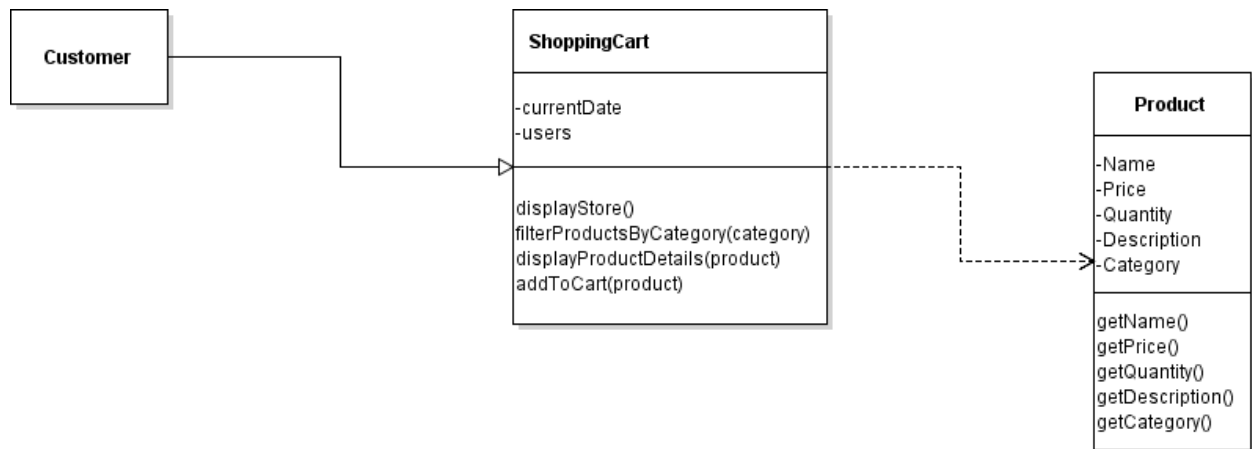 Customer
ShoppingCart
-currentDate
-users
displayStore()
filterProductsByCategory(category)
displayProductDetails(product)
addToCart(product)
Product
-Name
-Price
-Quantity
-Description
-Category
getName()
getPrice()
getQuantity()
getDescription()
getCategory()